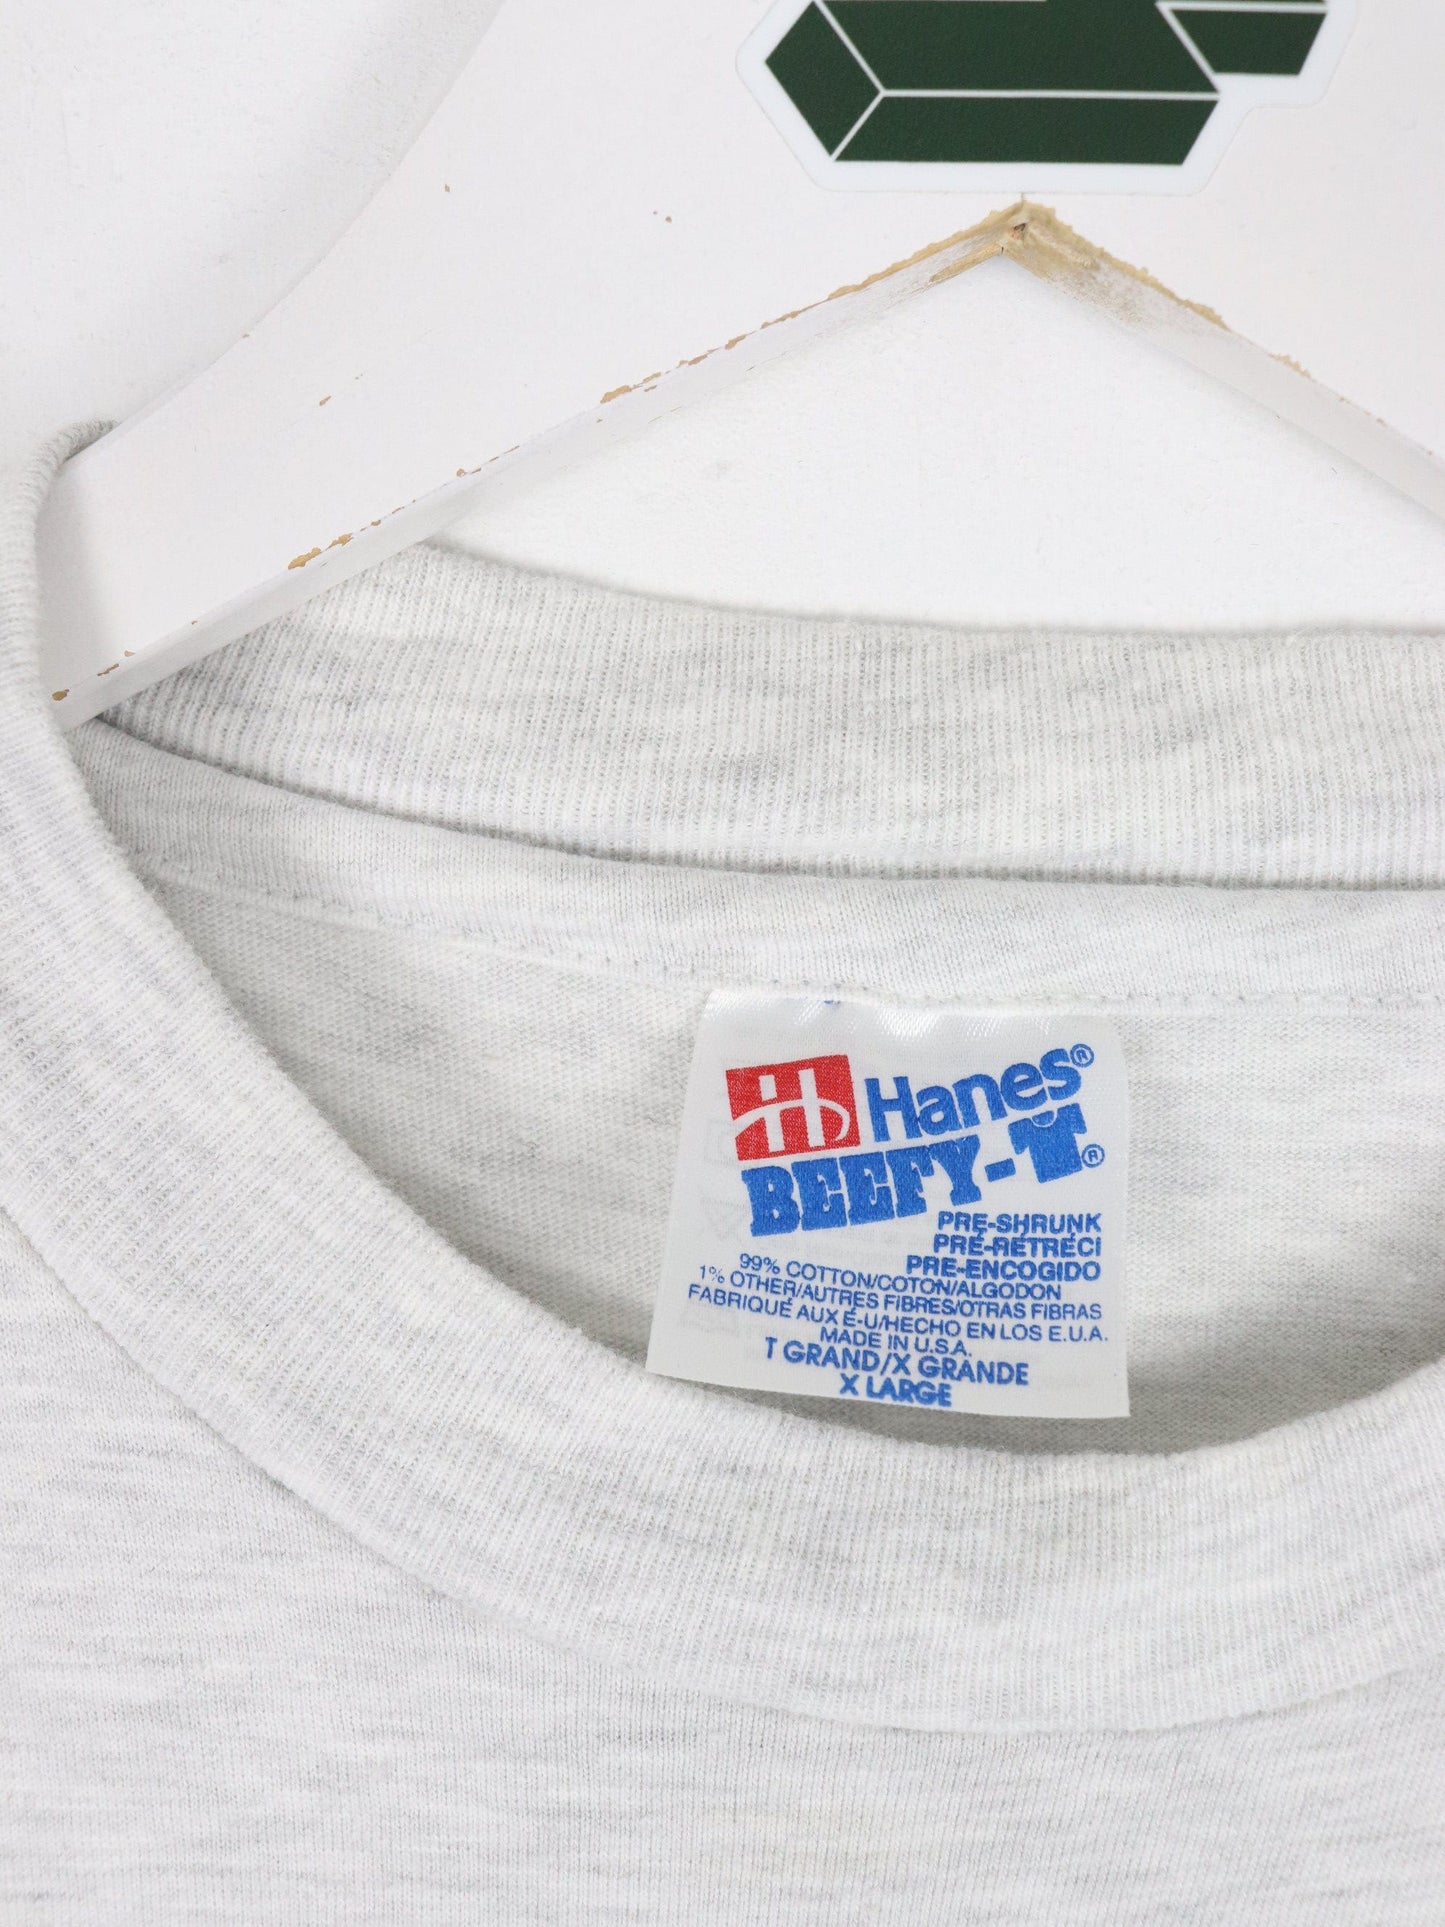 H Hanes®
BEEFY-T®
PRE-SHRUNK
PRÉ-RÉTRÉCI
PRE-ENCOGIDO
99% COTTON/COTON/ALGODON
1% OTHER/AUTRES FIBRES/OTRAS FIBRAS
FABRIQUÉ AUX É-U/HECHO EN LOS E.U.A.
MADE IN U.S.A.
T GRAND/X GRANDE
X LARGE